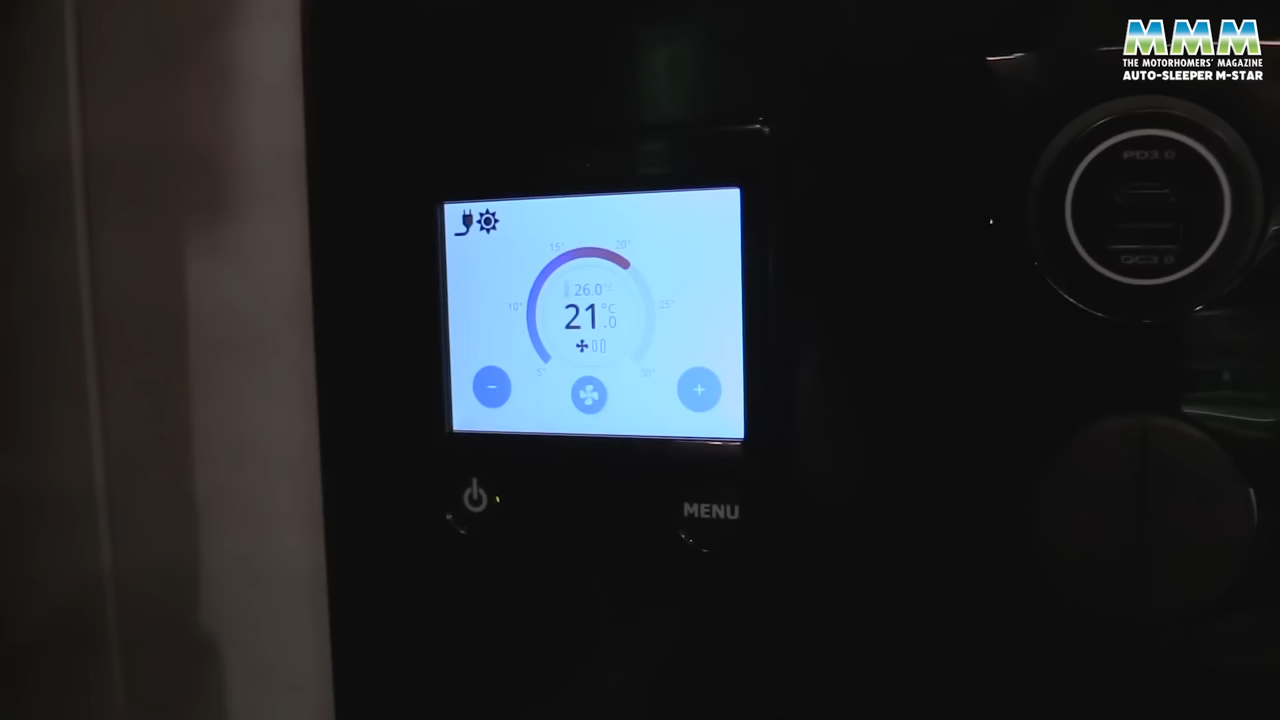 MMM
THE MOTORHOMERS' MAGAZINE
AUTO-SLEEPER M-STAR
PD3.0
QC3.0
15° 20°
10° 25°
5° 30°
26.0°C
21.0°C
− +
MENU